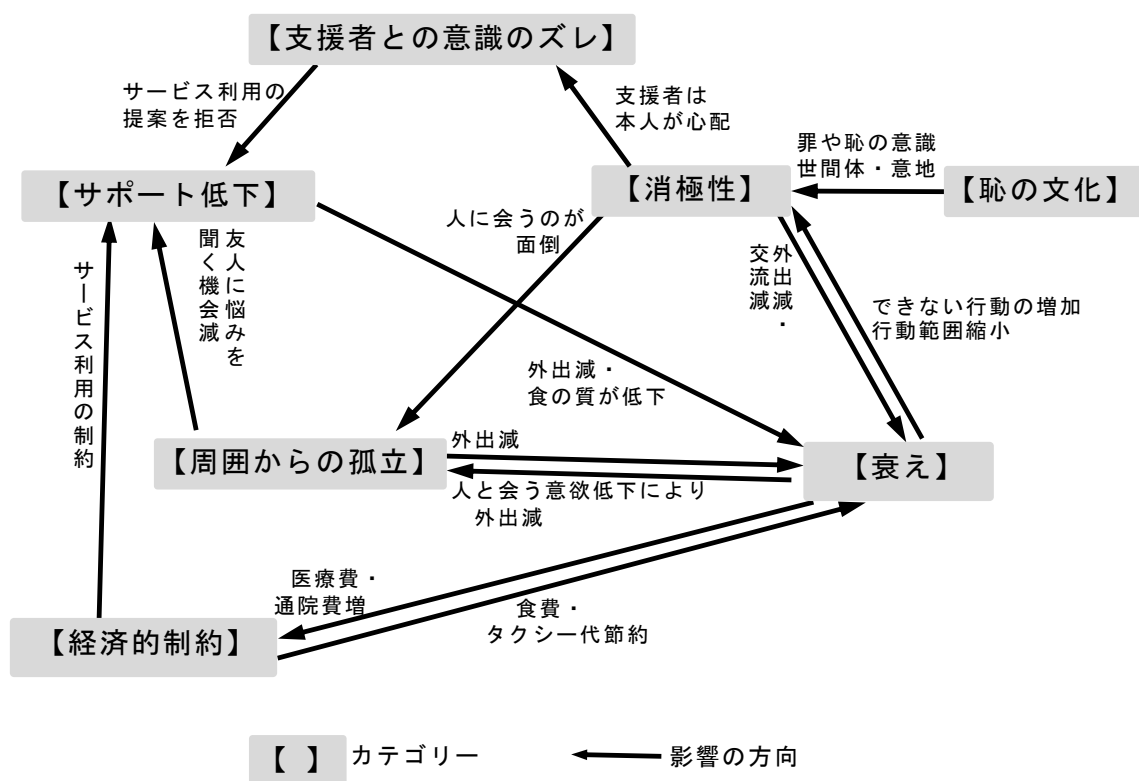 【支援者との意識のズレ】
サービス利用の
提案を拒否
支援者は
本人が心配
罪や恥の意識
世間体・意地
【サポート低下】
【消極性】
【恥の文化】
人に会うのが
面倒
友人に悩みを
聞く機会減
サービス利用の制約
外出減・
交流減
できない行動の増加
行動範囲縮小
外出減・
食の質が低下
【周囲からの孤立】
外出減
【衰え】
人と会う意欲低下により
外出減
医療費・
通院費増
食費・
タクシー代節約
【経済的制約】
【 】カテゴリー
影響の方向